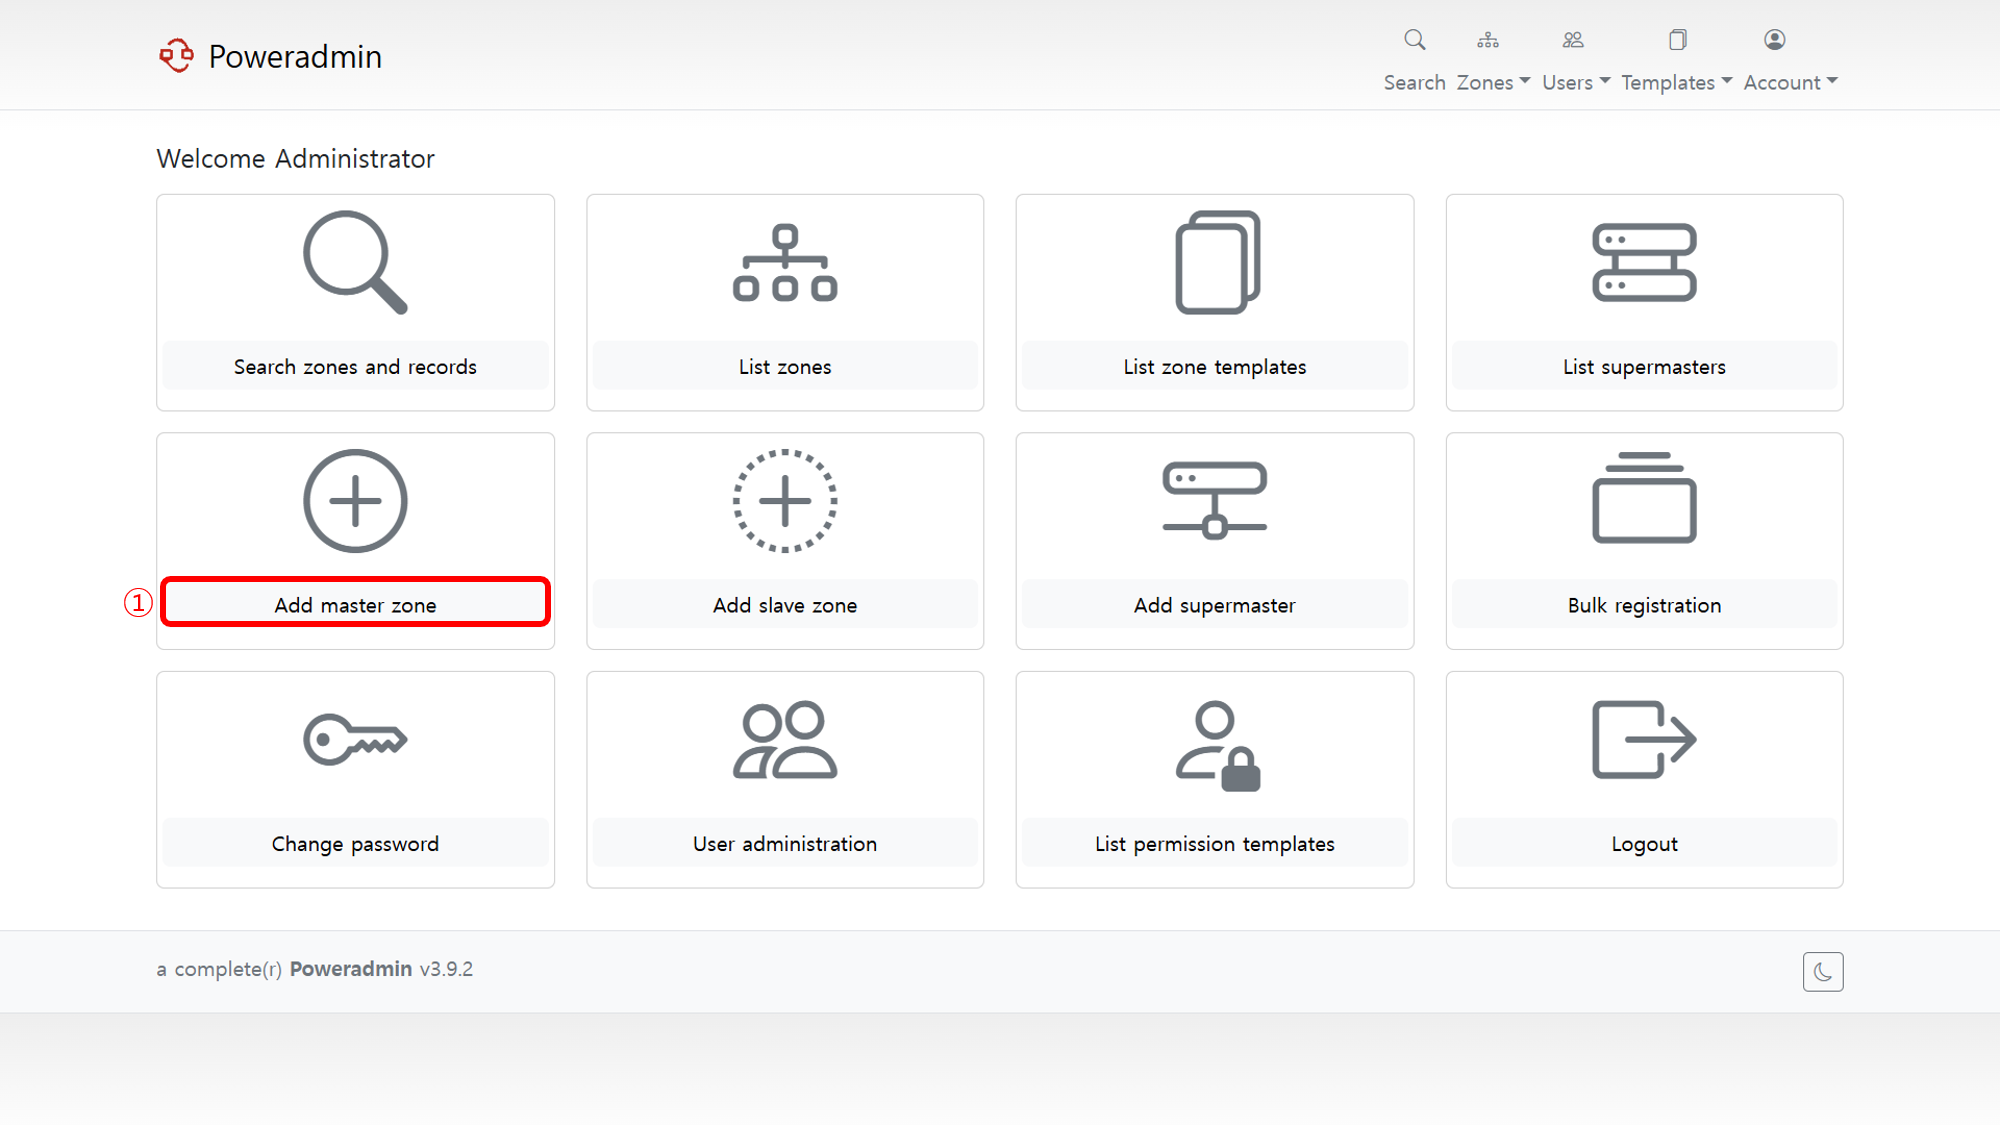 Poweradmin
Search Zones Users Templates Account
Welcome Administrator
Search zones and records
List zones
List zone templates
List supermasters
① Add master zone
Add slave zone
Add supermaster
Bulk registration
Change password
User administration
List permission templates
Logout
a complete(r) Poweradmin v3.9.2